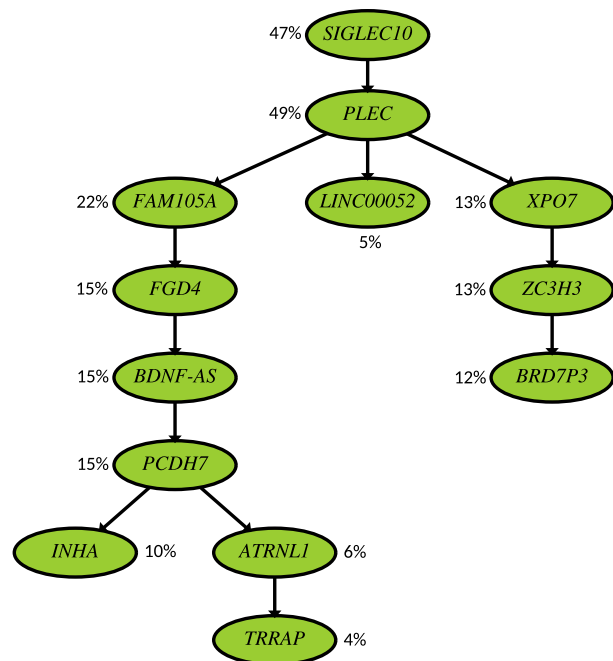 47% SIGLEC10
49% PLEC
22% FAM105A LINC00052 13% XPO7
5%
15% FGD4 13% ZC3H3
15% BDNF-AS 12% BRD7P3
15% PCDH7
INHA 10% ATRNL1 6%
TRRAP 4%